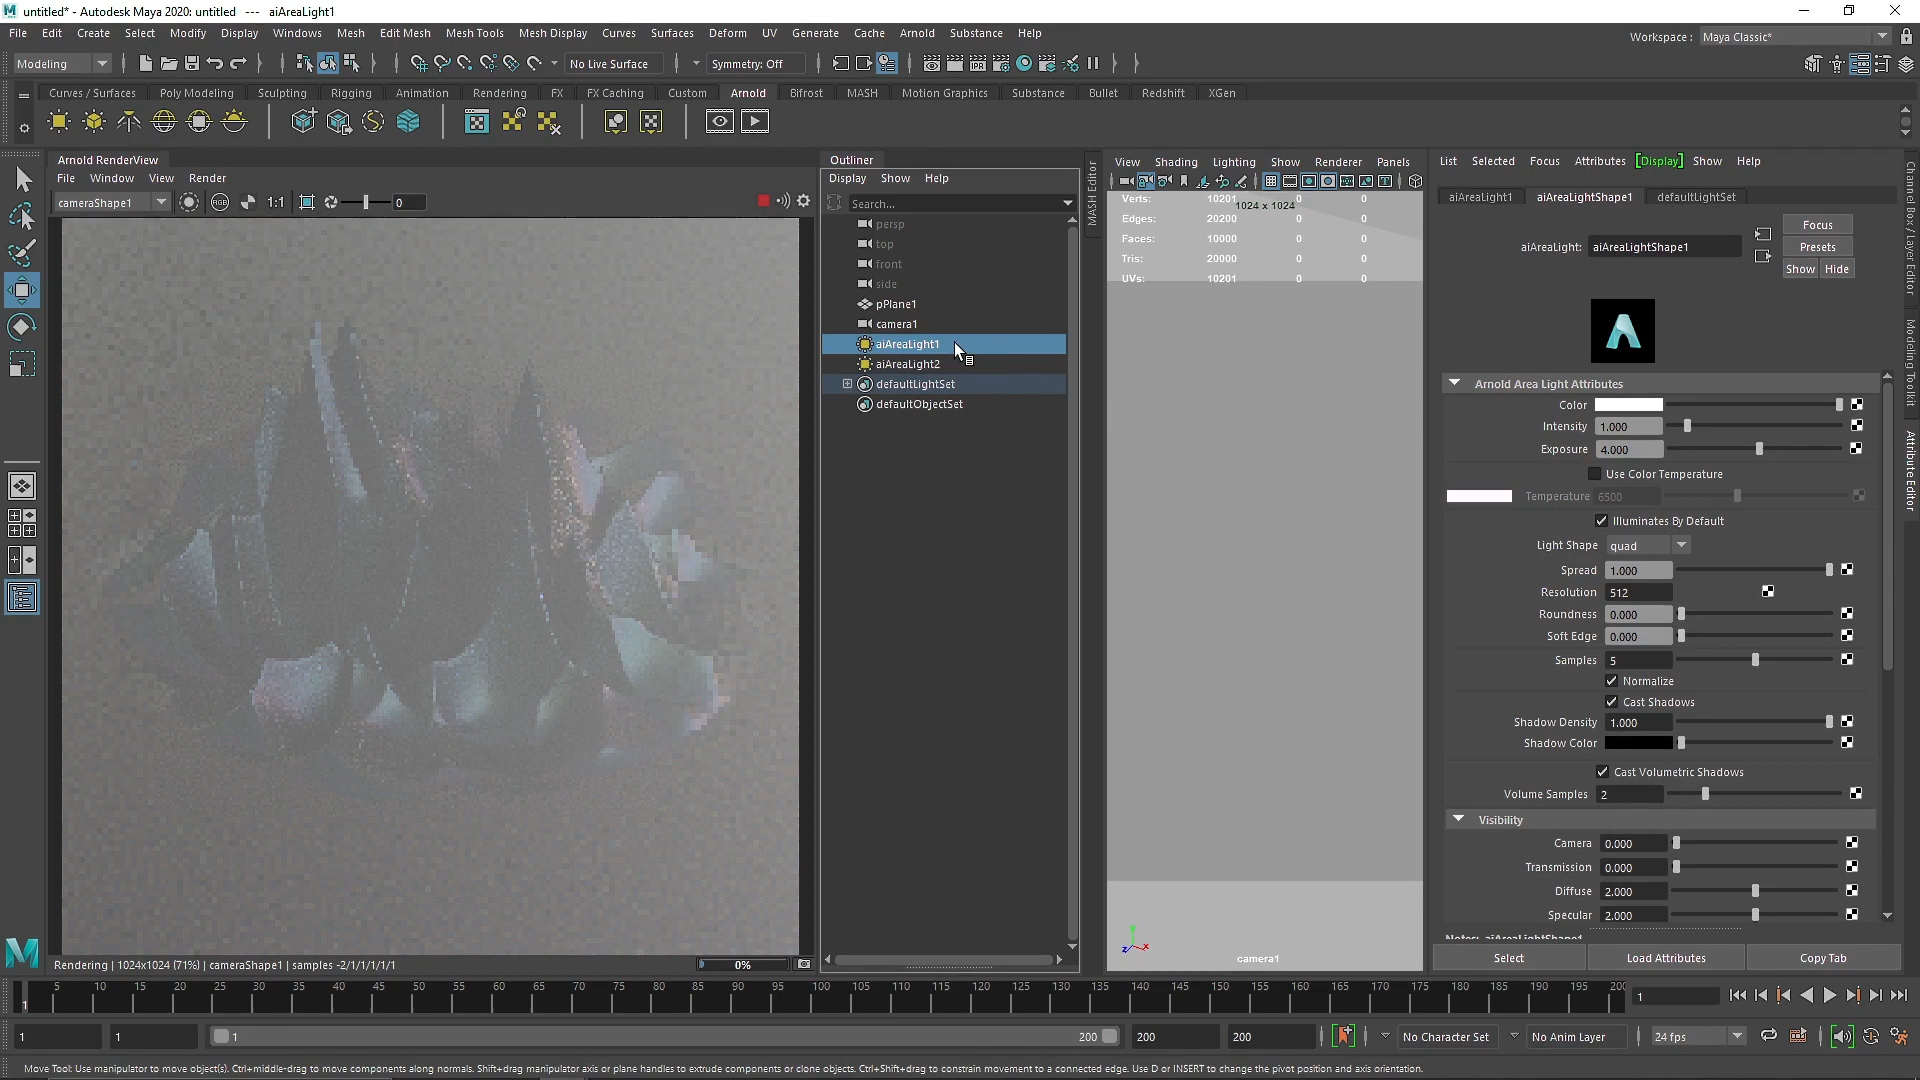 untitled* - Autodesk Maya 2020: untitled --- aiAreaLight1
File Edit Create Select Modify Display Windows Mesh Edit Mesh Mesh Tools Mesh Display Curves Surfaces Deform UV Generate Cache Arnold Substance Help
Workspace : Maya Classic*
Modeling No Live Surface Symmetry: Off
Curves / Surfaces Poly Modeling Sculpting Rigging Animation Rendering FX FX Caching Custom Arnold Bifrost MASH Motion Graphics Substance Bullet Redshift XGen
Arnold RenderView
File Window View Render
cameraShape1 1:1 0
Rendering | 1024x1024 (71%) | cameraShape1 | samples -2/1/1/1/1/1
0%
Outliner
Display Show Help
Search...
persp
top
front
side
pPlane1
camera1
aiAreaLight1
aiAreaLight2
defaultLightSet
defaultObjectSet
MASH Editor
View Shading Lighting Show Renderer Panels
1024 x 1024
Verts: 10201 0 0
Edges: 20200 0 0
Faces: 10000 0 0
Tris: 20000 0 0
UVs: 10201 0 0
camera1
List Selected Focus Attributes [Display] Show Help
aiAreaLight1 aiAreaLightShape1 defaultLightSet
aiAreaLight: aiAreaLightShape1
Focus
Presets
Show Hide
Arnold Area Light Attributes
Color
Intensity 1.000
Exposure 4.000
Use Color Temperature
Temperature 6500
Illuminates By Default
Light Shape quad
Spread 1.000
Resolution 512
Roundness 0.000
Soft Edge 0.000
Samples 5
Normalize
Cast Shadows
Shadow Density 1.000
Shadow Color
Cast Volumetric Shadows
Volume Samples 2
Visibility
Camera 0.000
Transmission 0.000
Diffuse 2.000
Specular 2.000
Notes: aiAreaLightShape1
Select Load Attributes Copy Tab
Channel Box / Layer Editor
Modeling Toolkit
Attribute Editor
1 5 10 15 20 25 30 35 40 45 50 55 60 65 70 75 80 85 90 95 100 105 110 115 120 125 130 135 140 145 150 155 160 165 170 175 180 185 190 195 200
1
1 1 1 200 200 200 No Character Set No Anim Layer 24 fps
Move Tool: Use manipulator to move object(s). Ctrl+middle-drag to move components along normals. Shift+drag manipulator axis or plane handles to extrude components or clone objects. Ctrl+Shift+drag to constrain movement to a connected edge. Use D or INSERT to change the pivot position and axis orientation.